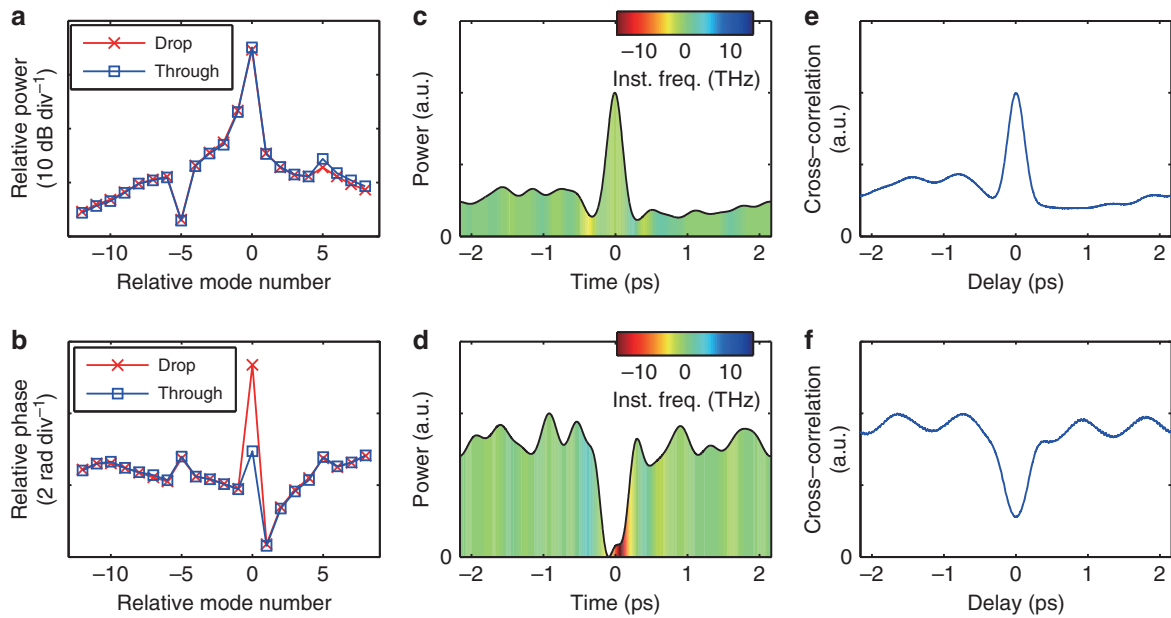 a
Relative power
(10 dB div⁻¹)
Drop
Through
−10
−5
0
5
Relative mode number
c
Power (a.u.)
−10
0
10
Inst. freq. (THz)
0
−2
−1
0
1
2
Time (ps)
e
Cross−correlation
(a.u.)
0
−2
−1
0
1
2
Delay (ps)
b
Relative phase
(2 rad div⁻¹)
Drop
Through
−10
−5
0
5
Relative mode number
d
Power (a.u.)
−10
0
10
Inst. freq. (THz)
0
−2
−1
0
1
2
Time (ps)
f
Cross−correlation
(a.u.)
0
−2
−1
0
1
2
Delay (ps)